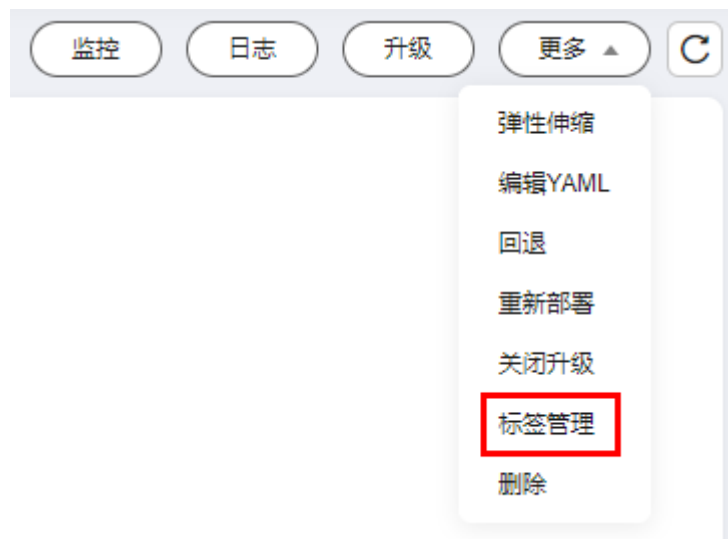 监控 日志 升级 更多
弹性伸缩
编辑YAML
回退
重新部署
关闭升级
标签管理
删除